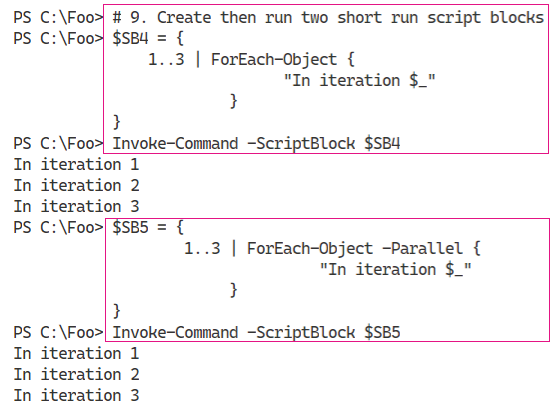 PS C:\Foo> # 9. Create then run two short run script blocks
PS C:\Foo> $SB4 = {
    1..3 | ForEach-Object {
                   "In iteration $_"
             }
}
PS C:\Foo> Invoke-Command -ScriptBlock $SB4
In iteration 1
In iteration 2
In iteration 3
PS C:\Foo> $SB5 = {
        1..3 | ForEach-Object -Parallel {
                       "In iteration $_"
             }
}
PS C:\Foo> Invoke-Command -ScriptBlock $SB5
In iteration 1
In iteration 2
In iteration 3